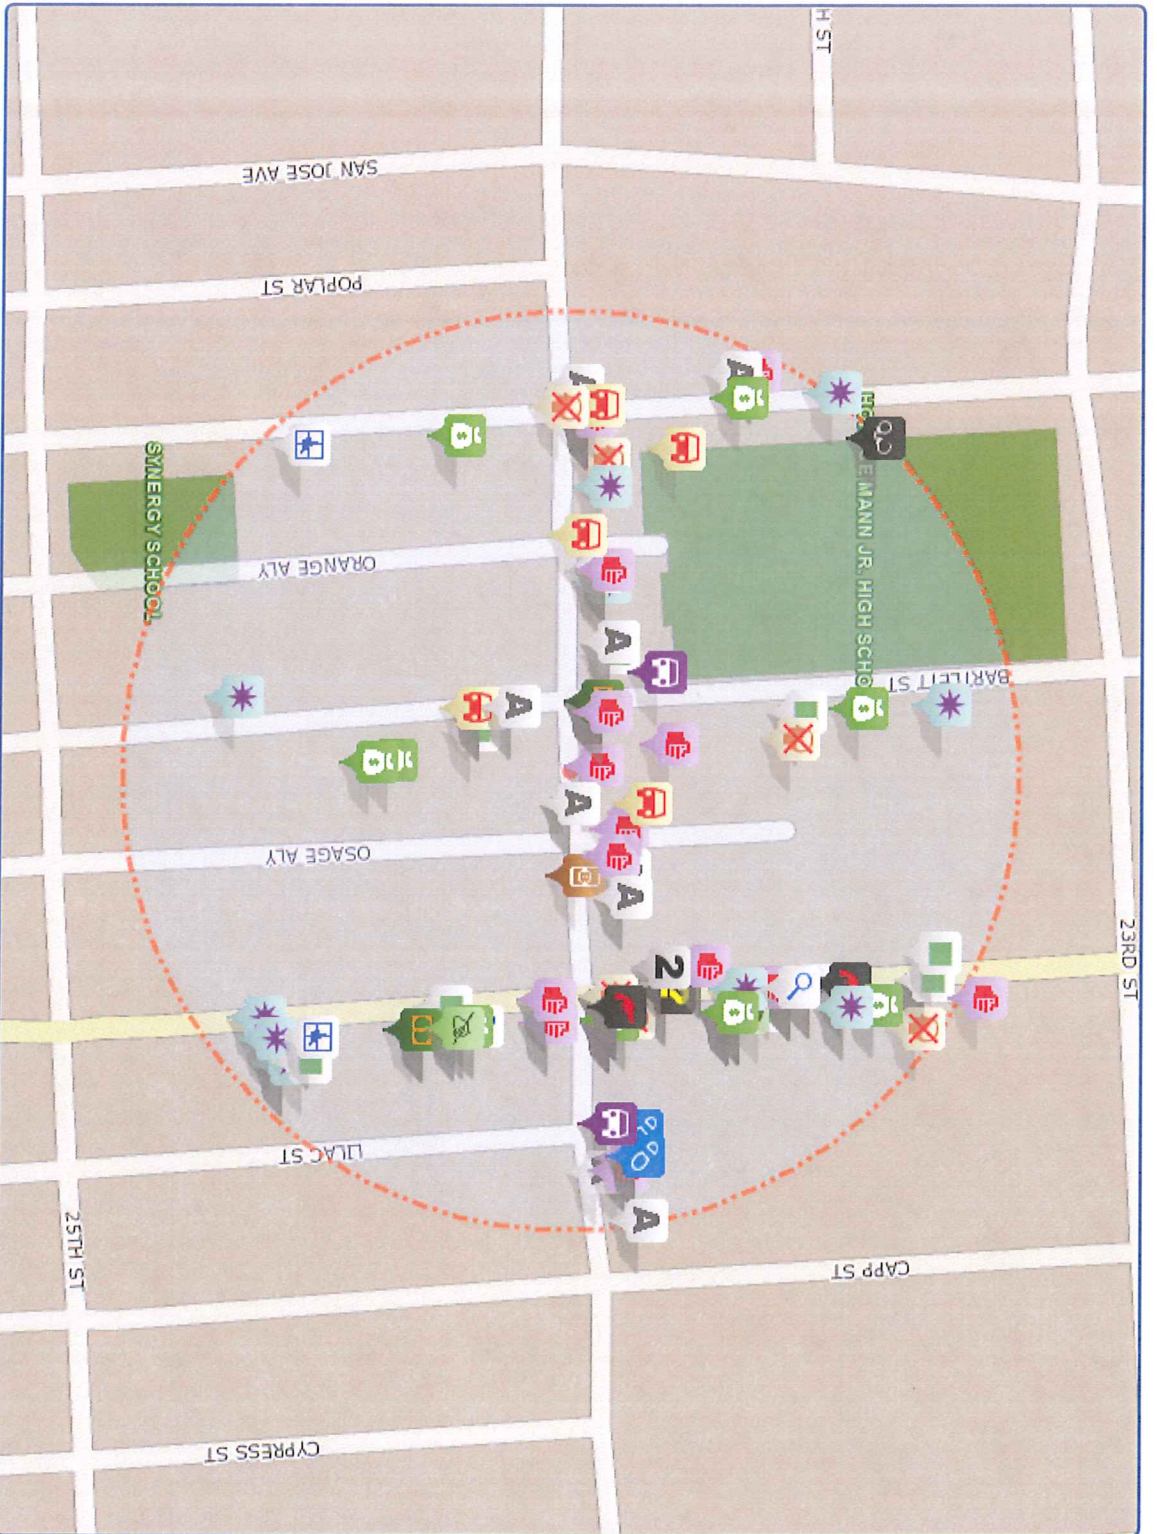 H ST
SAN JOSE AVE
POPLAR ST
SYNERGY SCHOOL
ORANGE ALY
E MANN JR. HIGH SCHO
BARTLETT ST
A
A
A
A
A
A
A
OSAGE ALY
23RD ST
2
LILAC ST
A
25TH ST
CAPP ST
CYPRESS ST